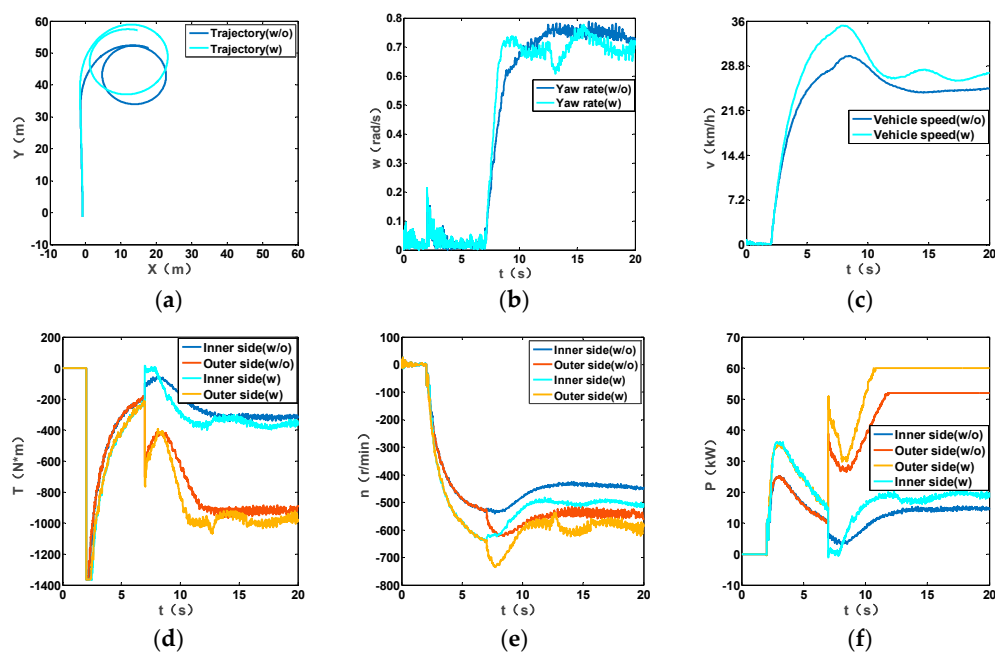 60
50
40
30
20
10
0
-10
-10 0 10 20 30 40 50 60
Y（m）
X（m）
Trajectory(w/o)
Trajectory(w)
(a)
0.8
0.7
0.6
0.5
0.4
0.3
0.2
0.1
0
0 5 10 15 20
w (rad/s)
t（s）
Yaw rate(w/o)
Yaw rate(w)
(b)
36
28.8
21.6
14.4
7.2
0
0 5 10 15 20
v (km/h)
t（s）
Vehicle speed(w/o)
Vehicle speed(w)
(c)
200
0
-200
-400
-600
-800
-1000
-1200
-1400
0 5 10 15 20
T (N*m)
t（s）
Inner side(w/o)
Outer side(w/o)
Inner side(w)
Outer side(w)
(d)
100
0
-100
-200
-300
-400
-500
-600
-700
-800
0 5 10 15 20
n (r/min)
t（s）
Inner side(w/o)
Outer side(w/o)
Inner side(w)
Outer side(w)
(e)
70
60
50
40
30
20
10
0
-10
0 5 10 15 20
P (kW)
t（s）
Inner side(w/o)
Outer side(w/o)
Outer side(w)
Inner side(w)
(f)